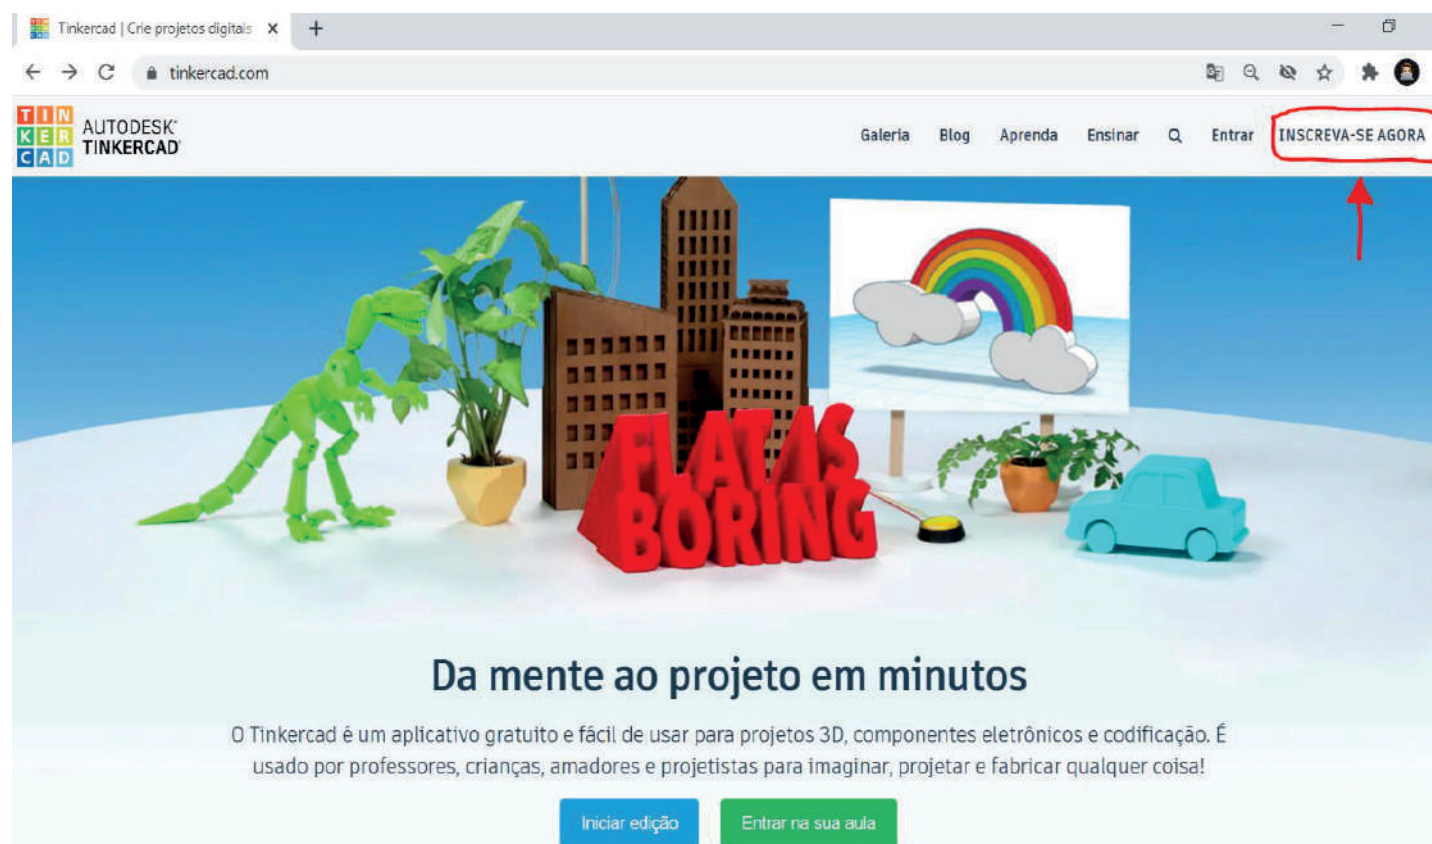 Tinkercad | Crie projetos digitais
tinkercad.com
TIN
KER
CAD
AUTODESK®
TINKERCAD®
Galeria Blog Aprenda Ensinar Entrar INSCREVA-SE AGORA
FLAT IS
BORING
Da mente ao projeto em minutos
O Tinkercad é um aplicativo gratuito e fácil de usar para projetos 3D, componentes eletrônicos e codificação. É
usado por professores, crianças, amadores e projetistas para imaginar, projetar e fabricar qualquer coisa!
Iniciar edição Entrar na sua aula